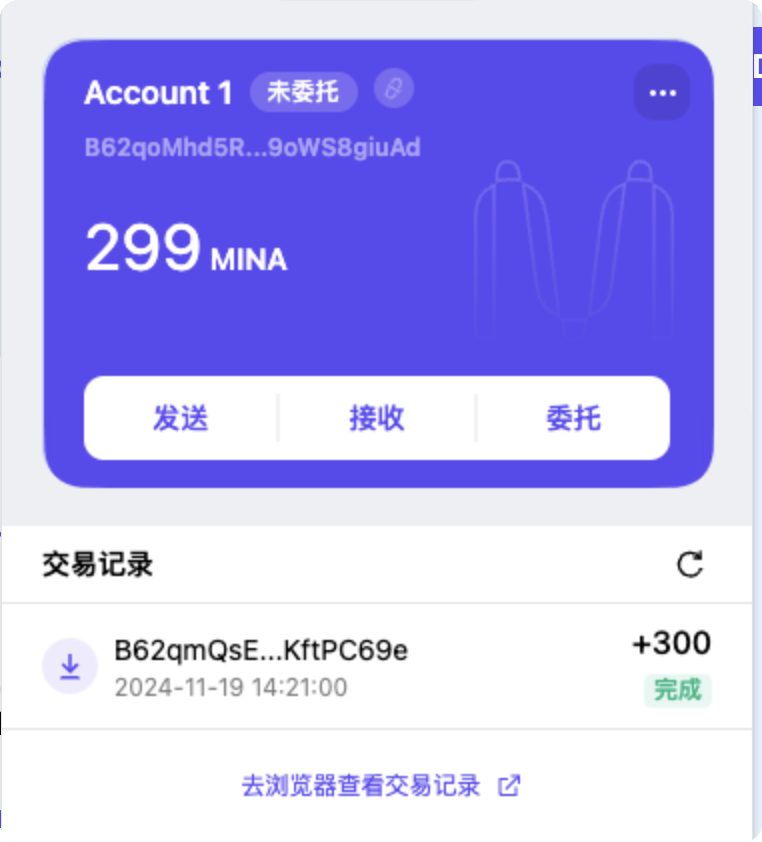 Account 1 未委托
B62qoMhd5R...9oWS8giuAd
299 MINA
发送 接收 委托
交易记录
B62qmQsE...KftPC69e +300
2024-11-19 14:21:00 完成
去浏览器查看交易记录